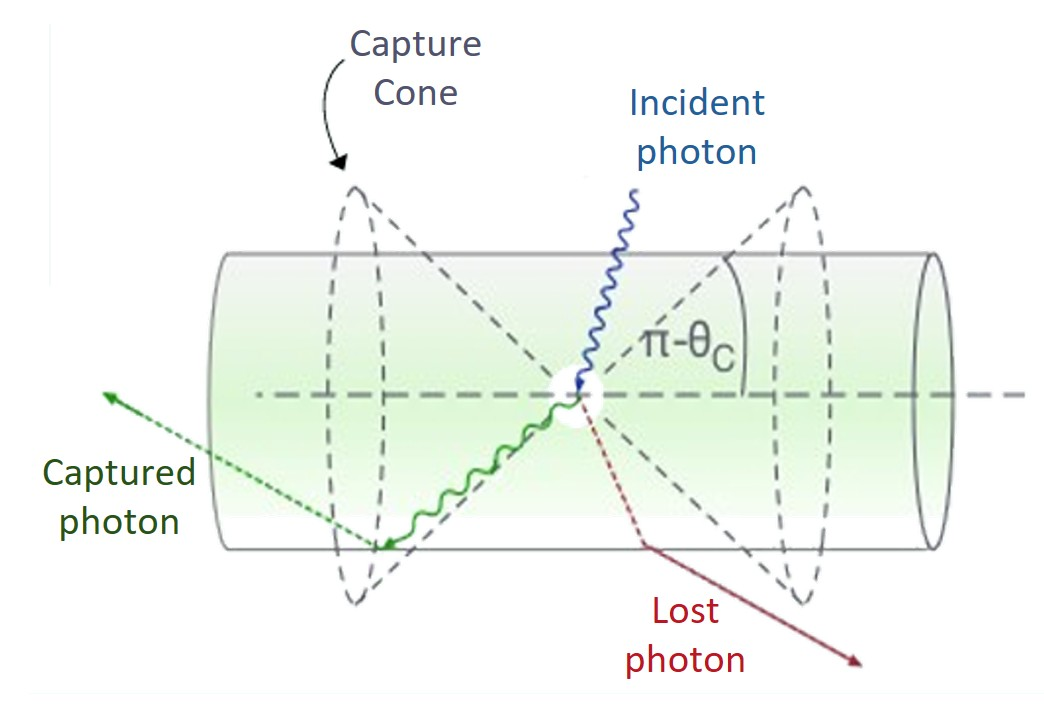 Capture
Cone
Incident
photon
π-θC
Captured
photon
Lost
photon